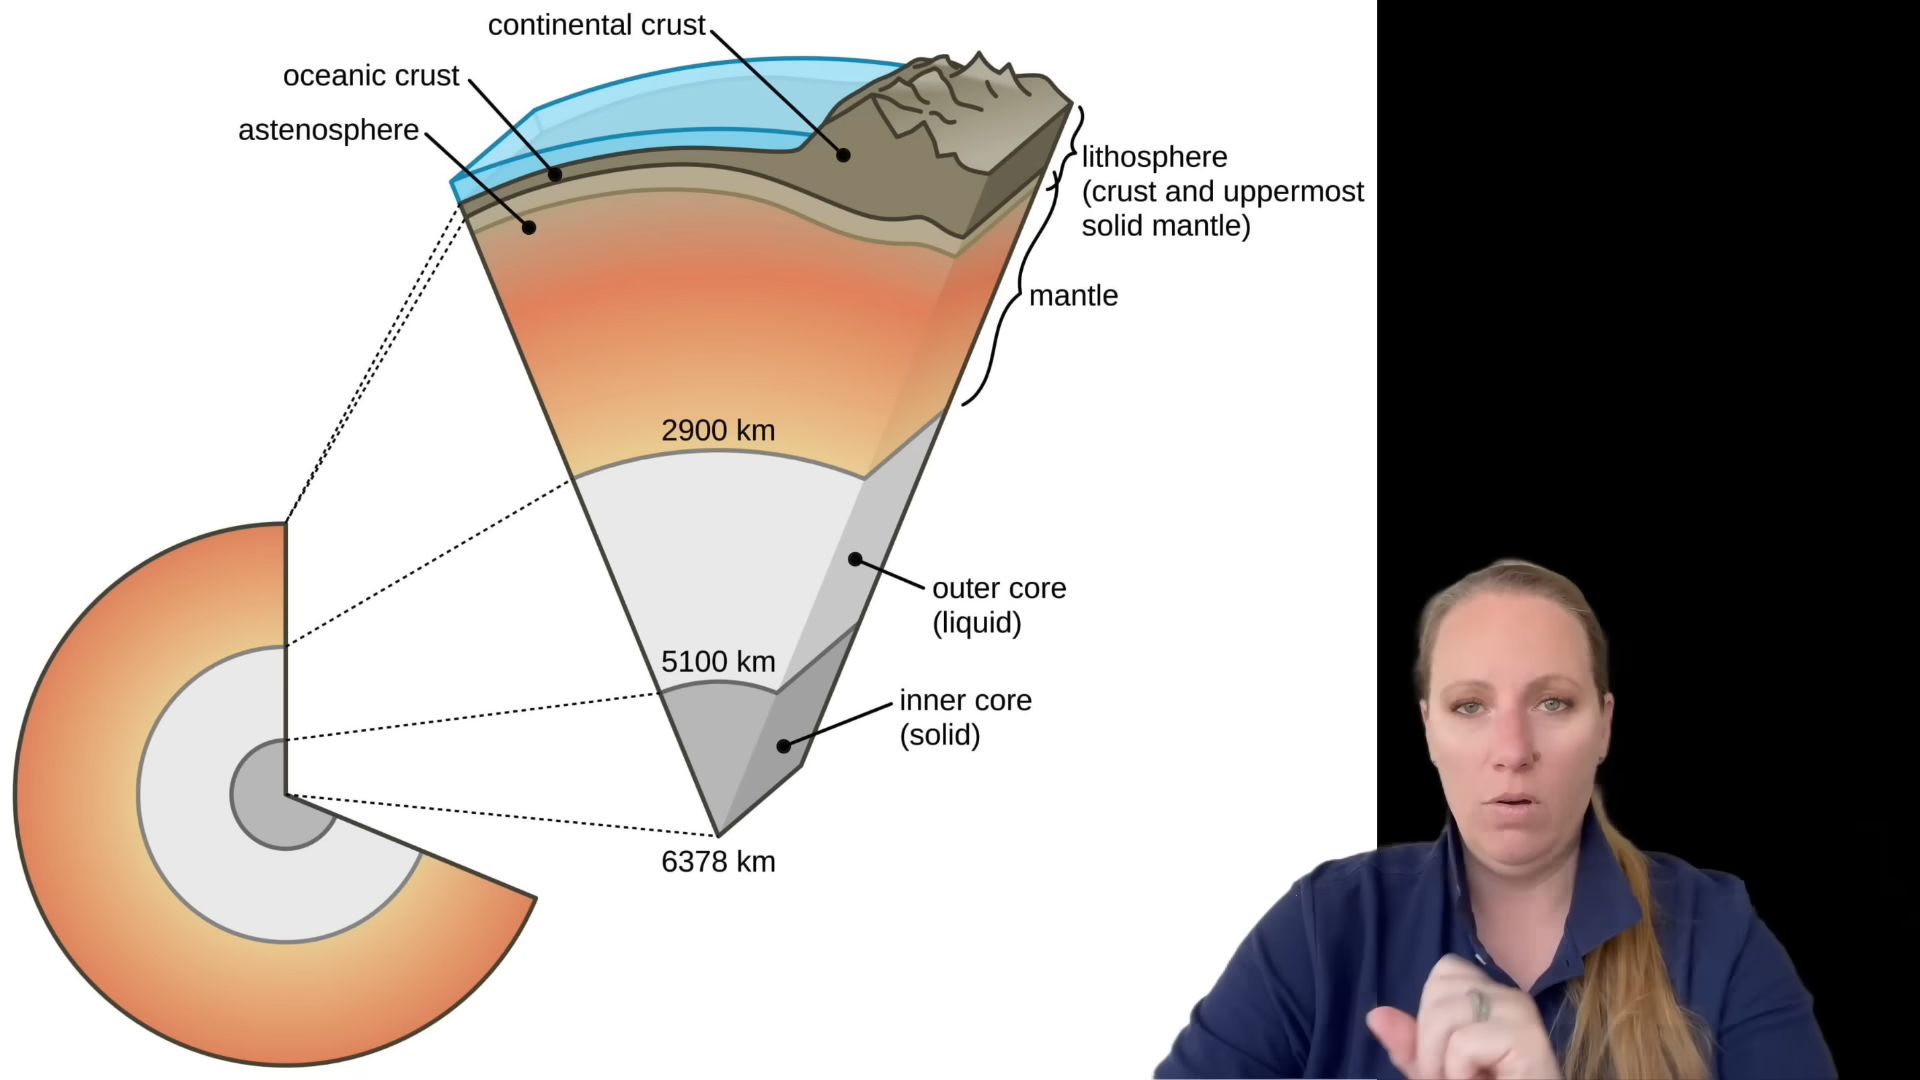 continental crust
oceanic crust
astenosphere
lithosphere
(crust and uppermost
solid mantle)
mantle
2900 km
outer core
(liquid)
5100 km
inner core
(solid)
6378 km